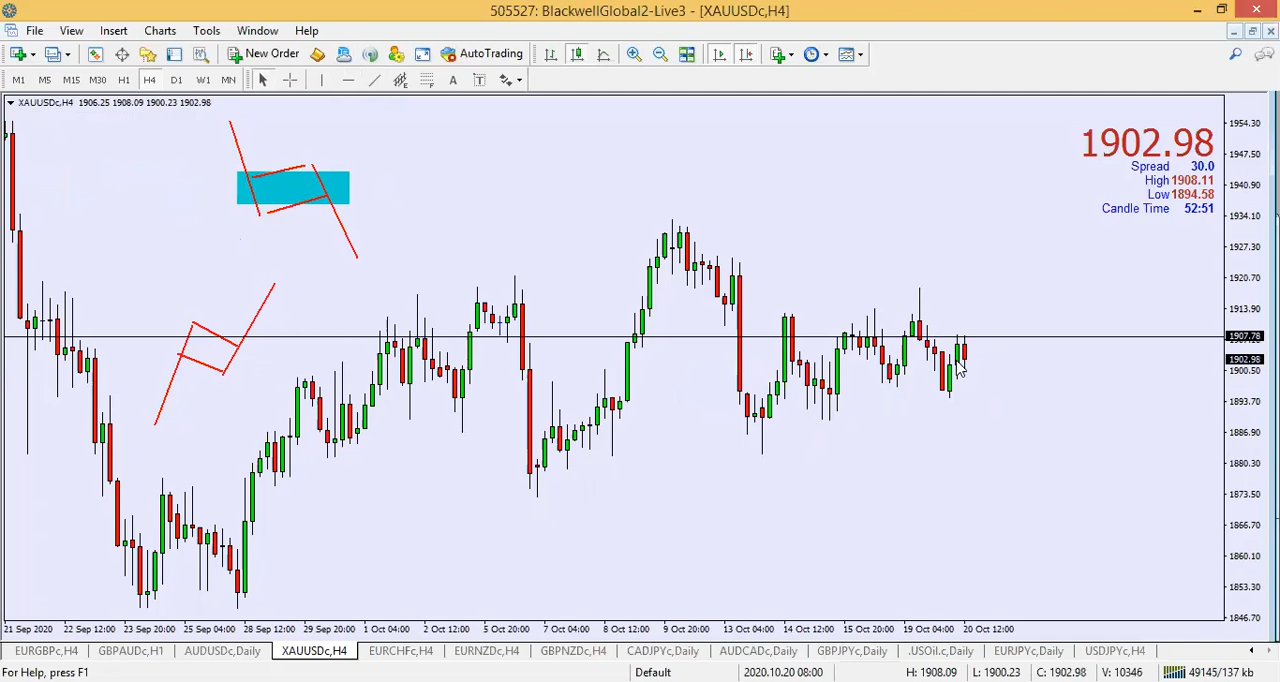 505527: BlackwellGlobal2-Live3 - [XAUUSDc,H4]
File View Insert Charts Tools Window Help
New Order AutoTrading
M1 M5 M15 M30 H1 H4 D1 W1 MN A T
XAUUSDc,H4 1906.25 1908.09 1900.23 1902.98
1902.98
Spread 30.0
High 1908.11
Low 1894.58
Candle Time 52:51
1954.30
1947.50
1940.90
1934.10
1927.30
1920.70
1913.90
1907.78
1902.98
1900.50
1893.70
1886.90
1880.30
1873.50
1866.70
1860.10
1853.30
1846.70
21 Sep 2020 22 Sep 12:00 23 Sep 20:00 25 Sep 04:00 28 Sep 12:00 29 Sep 20:00 1 Oct 04:00 2 Oct 12:00 5 Oct 20:00 7 Oct 04:00 8 Oct 12:00 9 Oct 20:00 13 Oct 04:00 14 Oct 12:00 15 Oct 20:00 19 Oct 04:00 20 Oct 12:00
EURGBPc,H4 GBPAUDc,H1 AUDUSDc,Daily XAUUSDc,H4 EURCHFc,H4 EURNZDc,H4 GBPNZDc,H4 CADJPYc,Daily AUDCADc,Daily GBPJPYc,Daily .USOil.c,Daily EURJPYc,Daily USDJPYc,H4
For Help, press F1 Default 2020.10.20 08:00 H: 1908.09 L: 1900.23 C: 1902.98 V: 10346 49145/137 kb